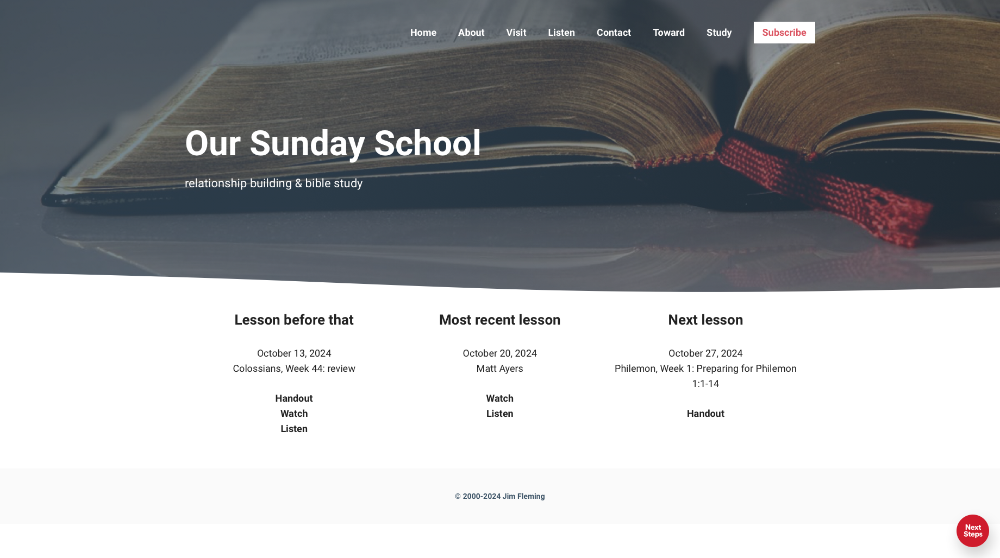 Home About Visit Listen Contact Toward Study Subscribe
Our Sunday School
relationship building & bible study
Lesson before that
October 13, 2024
Colossians, Week 44: review
Handout
Watch
Listen
Most recent lesson
October 20, 2024
Matt Ayers
Watch
Listen
Next lesson
October 27, 2024
Philemon, Week 1: Preparing for Philemon
1:1-14
Handout
© 2000-2024 Jim Fleming
Next
Steps